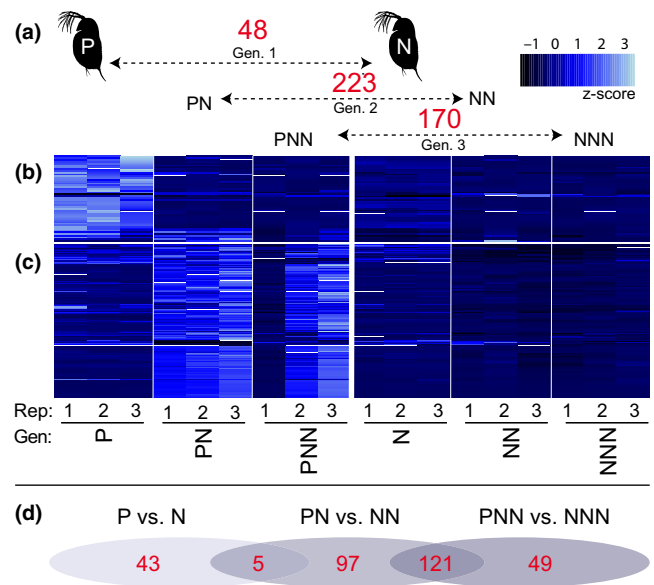 (a)
P
48
Gen. 1
N
−1 0 1 2 3
z-score
PN
223
Gen. 2
NN
PNN
170
Gen. 3
NNN
(b)
(c)
Rep: 1 2 3 1 2 3 1 2 3 1 2 3 1 2 3 1 2 3
Gen: P PN PNN N NN NNN
(d)
P vs. N PN vs. NN PNN vs. NNN
43 5 97 121 49